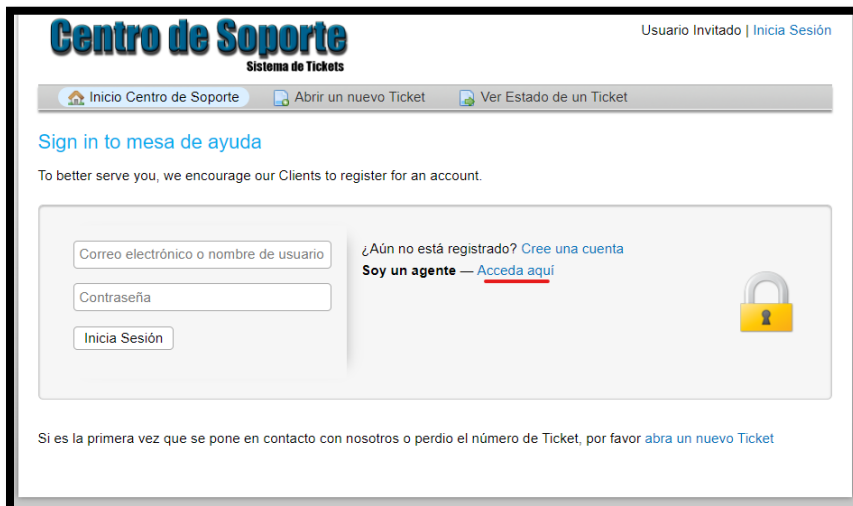 Centro de Soporte
Sistema de Tickets
Usuario Invitado | Inicia Sesión
Inicio Centro de Soporte
Abrir un nuevo Ticket
Ver Estado de un Ticket
Sign in to mesa de ayuda
To better serve you, we encourage our Clients to register for an account.
Correo electrónico o nombre de usuario
Contraseña
Inicia Sesión
¿Aún no está registrado? Cree una cuenta
Soy un agente — Acceda aquí
Si es la primera vez que se pone en contacto con nosotros o perdio el número de Ticket, por favor abra un nuevo Ticket